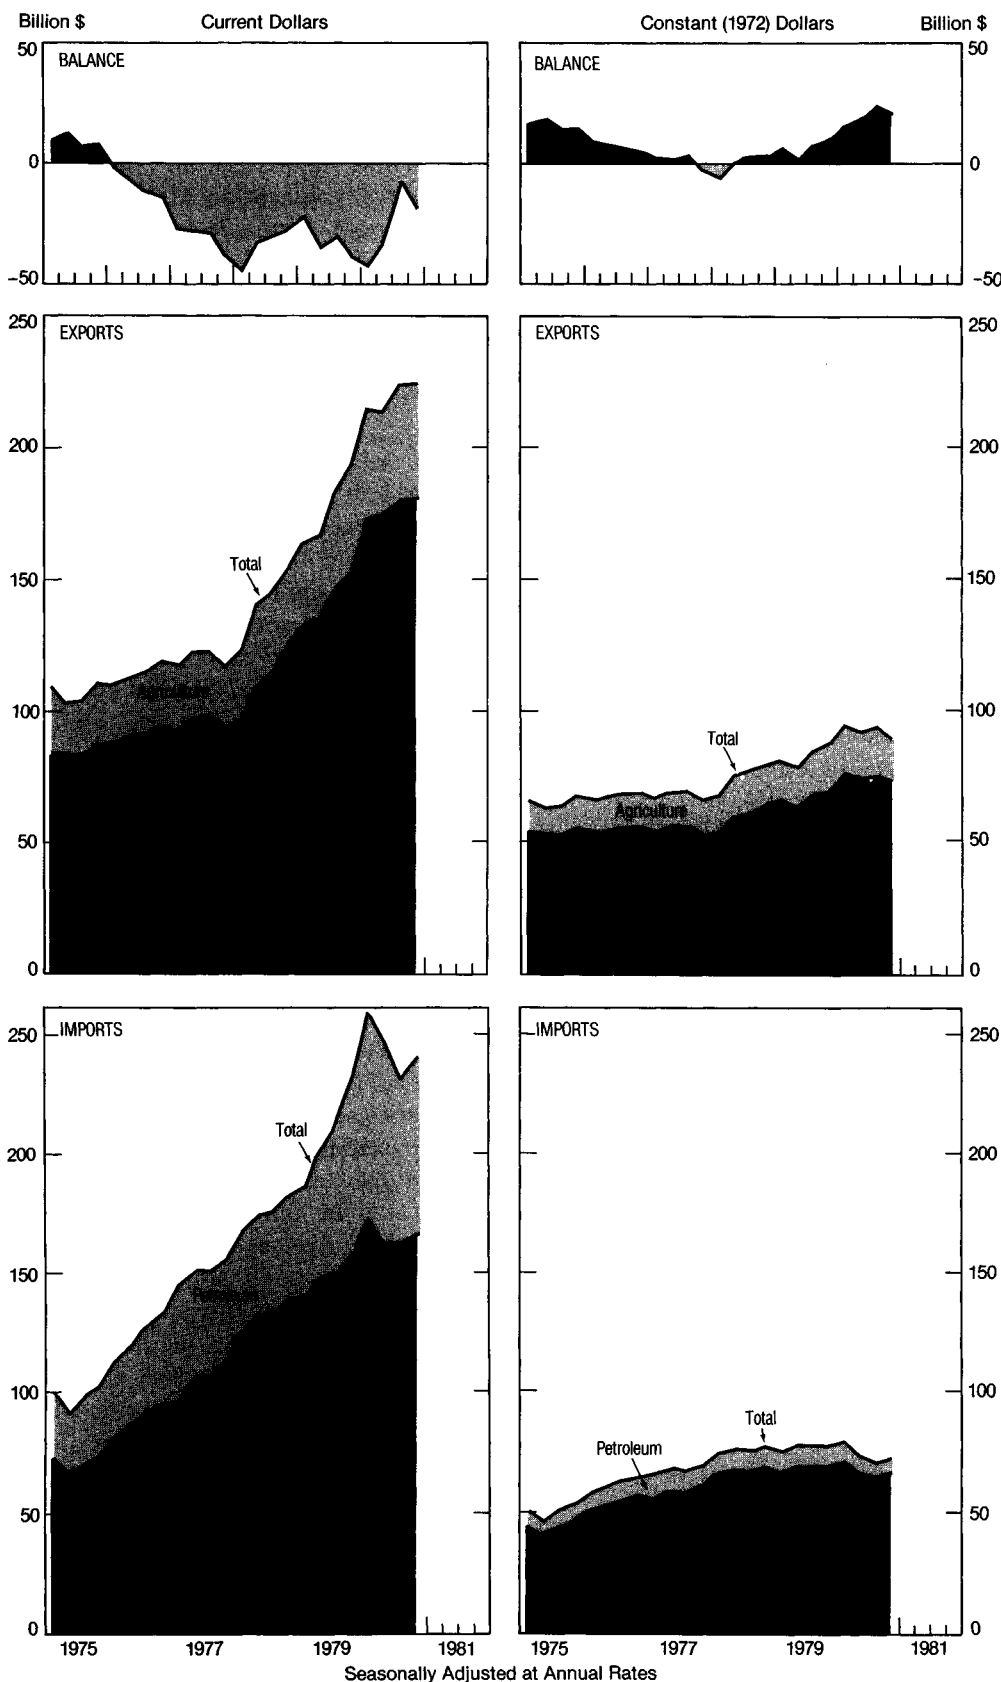 Billion $ Current Dollars Constant (1972) Dollars Billion $
50 BALANCE BALANCE 50
0 0
-50 -50
250 EXPORTS EXPORTS 250
200 200
Total
150 150
Agriculture
100 100
Total
Agriculture
50 50
0 0
250 IMPORTS IMPORTS 250
Total
200 200
150 150
100 100
Total
Petroleum
50 50
0 0
1975 1977 1979 1981 1975 1977 1979 1981
Seasonally Adjusted at Annual Rates